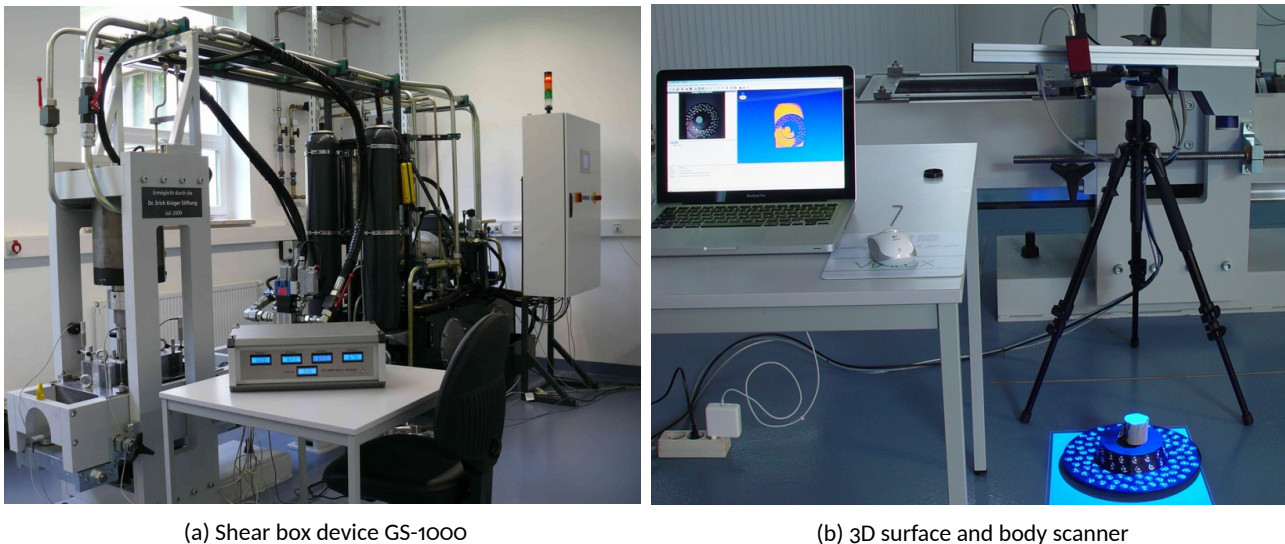 Ermöglicht durch die
Dr. Erich Krüger Stiftung
Juli 2009
(a) Shear box device GS-1000
(b) 3D surface and body scanner